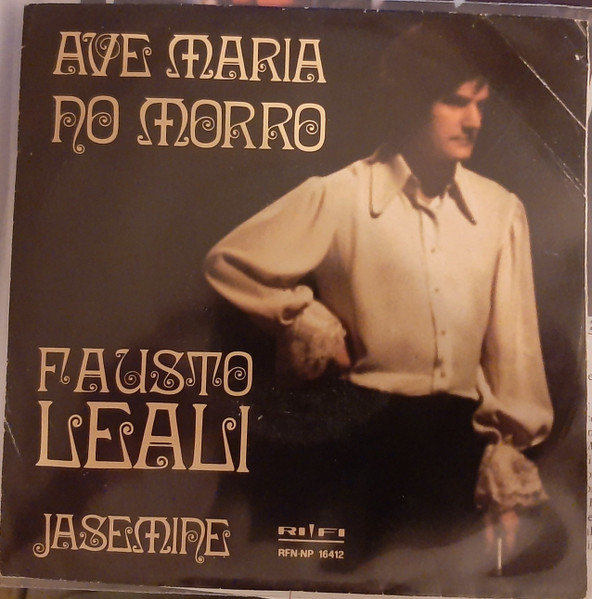 AVE MARIA
NO MORRO
FAUSTO
LEALI
JASEMINE
RI!FI
RFN-NP 16412